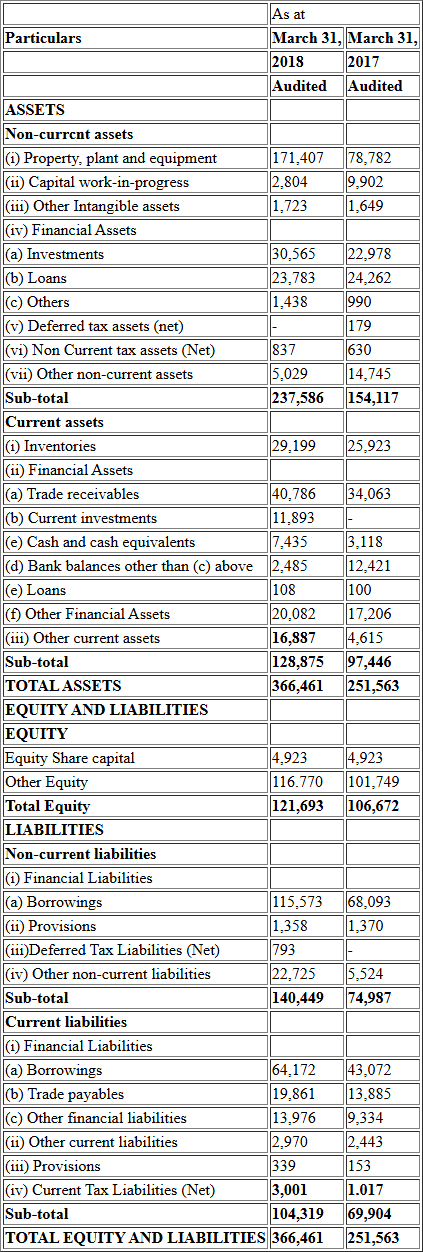 As at
Particulars March 31, March 31,
2018 2017
Audited Audited
ASSETS
Non-currcnt assets
(i) Property, plant and equipment 171,407 78,782
(ii) Capital work-in-progress 2,804 9,902
(iii) Other Intangible assets 1,723 1,649
(iv) Financial Assets
(a) Investments 30,565 22,978
(b) Loans 23,783 24,262
(c) Others 1,438 990
(v) Deferred tax assets (net) - 179
(vi) Non Current tax assets (Net) 837 630
(vii) Other non-current assets 5,029 14,745
Sub-total 237,586 154,117
Current assets
(i) Inventories 29,199 25,923
(ii) Financial Assets
(a) Trade receivables 40,786 34,063
(b) Current investments 11,893 -
(e) Cash and cash equivalents 7,435 3,118
(d) Bank balances other than (c) above 2,485 12,421
(e) Loans 108 100
(f) Other Financial Assets 20,082 17,206
(iii) Other current assets 16,887 4,615
Sub-total 128,875 97,446
TOTAL ASSETS 366,461 251,563
EQUITY AND LIABILITIES
EQUITY
Equity Share capital 4,923 4,923
Other Equity 116.770 101,749
Total Equity 121,693 106,672
LIABILITIES
Non-current liabilities
(i) Financial Liabilities
(a) Borrowings 115,573 68,093
(ii) Provisions 1,358 1,370
(iii)Deferred Tax Liabilities (Net) 793 -
(iv) Other non-current liabilities 22,725 5,524
Sub-total 140,449 74,987
Current liabilities
(i) Financial Liabilities
(a) Borrowings 64,172 43,072
(b) Trade payables 19,861 13,885
(c) Other financial liabilities 13,976 9,334
(ii) Other current liabilities 2,970 2,443
(iii) Provisions 339 153
(iv) Current Tax Liabilities (Net) 3,001 1.017
Sub-total 104,319 69,904
TOTAL EQUITY AND LIABILITIES 366,461 251,563